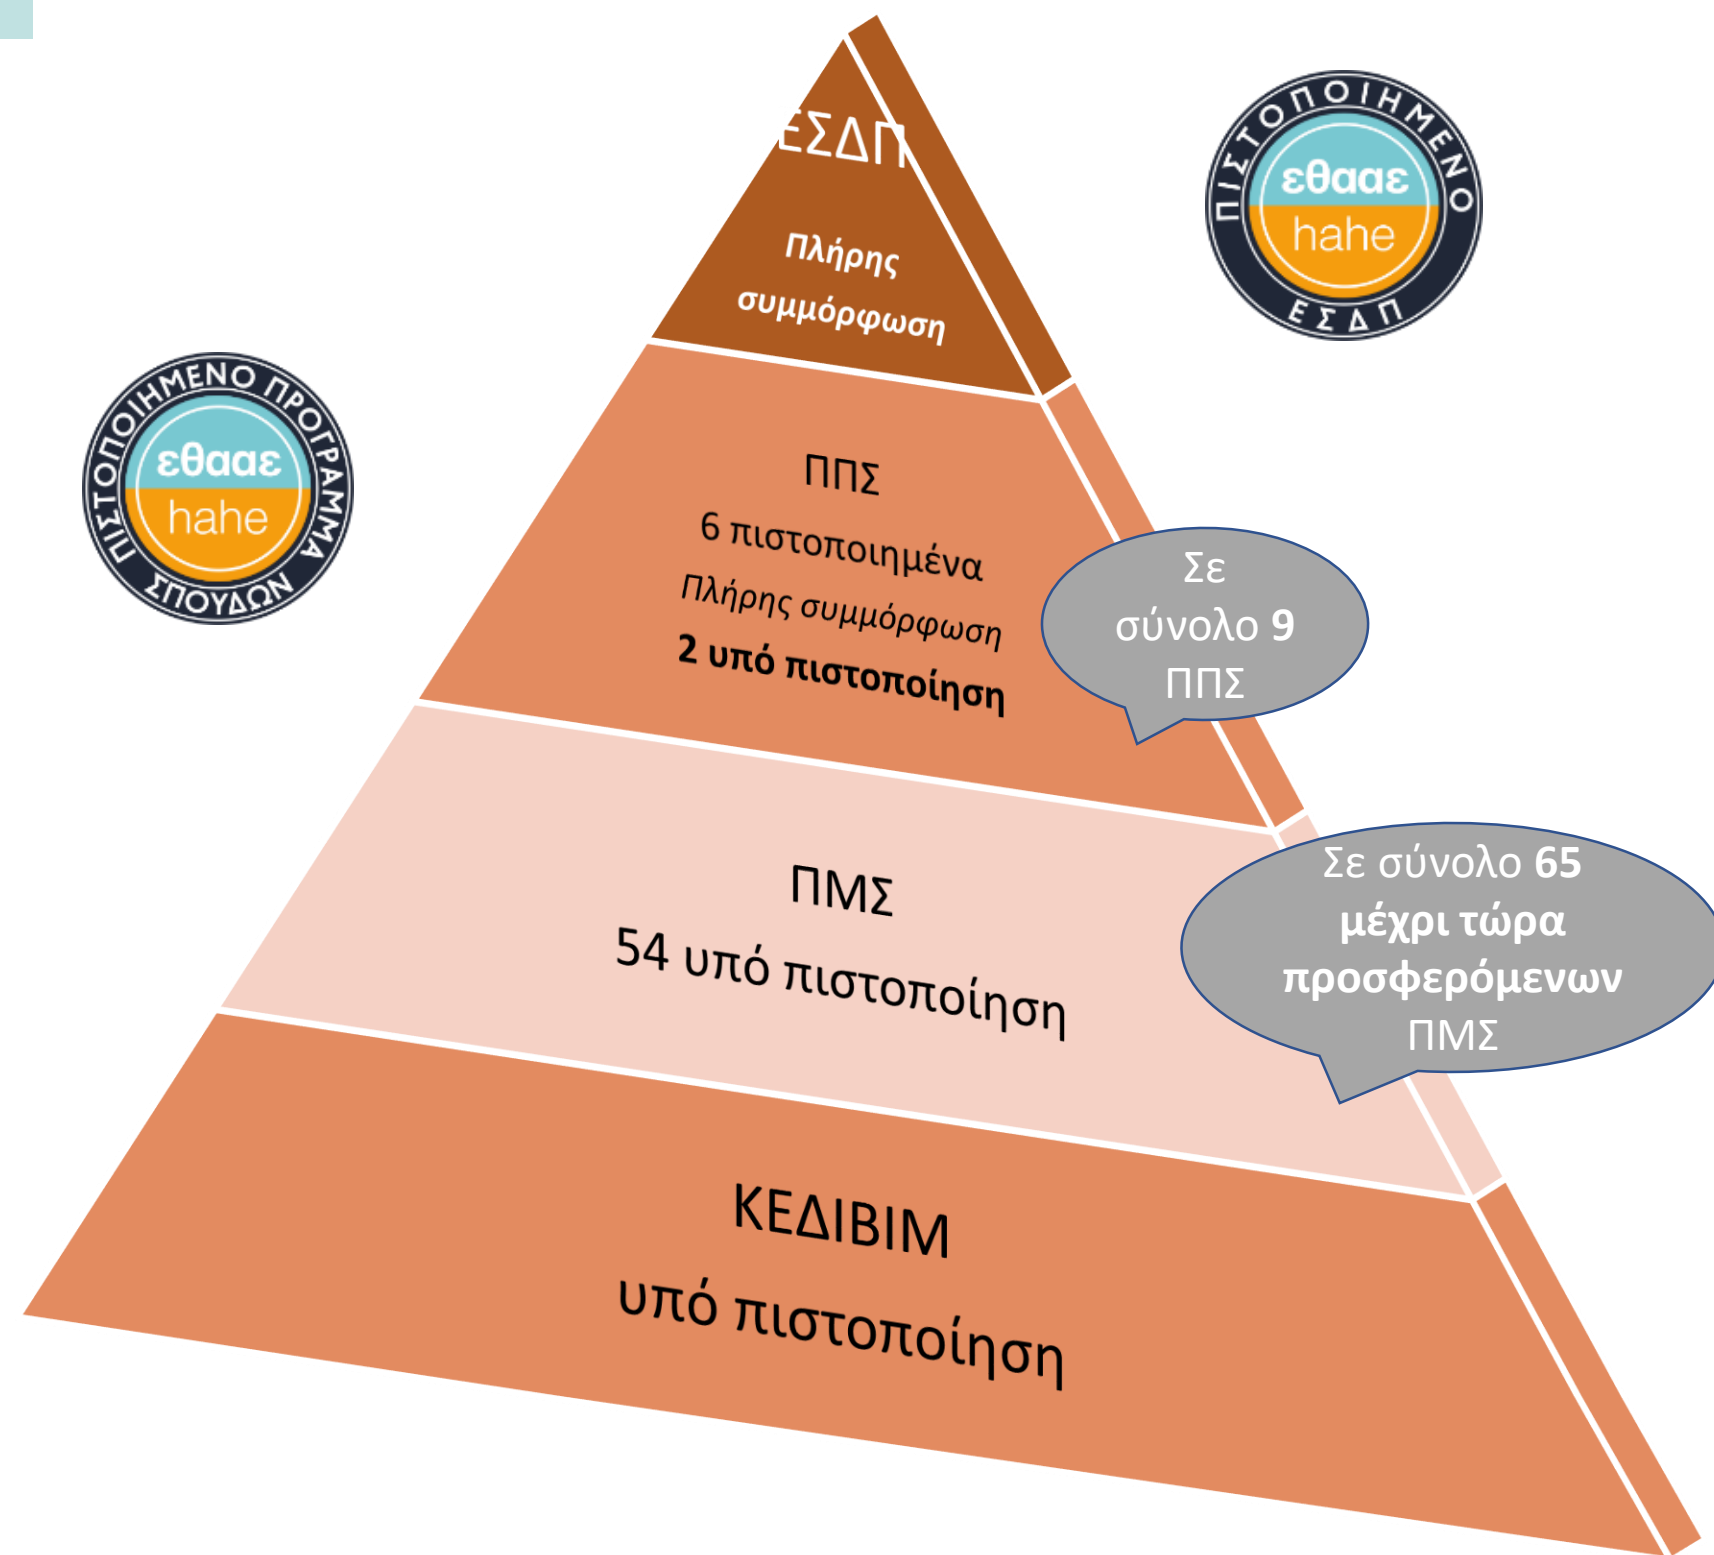 ΕΣΔΠ
Πλήρης
συμμόρφωση
ΠΙΣΤΟΠΟΙΗΜΕΝΟ
εθααε
hahe
ΕΣΔΠ
ΠΙΣΤΟΠΟΙΗΜΕΝΟ ΠΡΟΓΡΑΜΜΑ
εθααε
hahe
ΣΠΟΥΔΩΝ
ΠΠΣ
6 πιστοποιημένα
Πλήρης συμμόρφωση
2 υπό πιστοποίηση
Σε
σύνολο 9
ΠΠΣ
ΠΜΣ
54 υπό πιστοποίηση
Σε σύνολο 65
μέχρι τώρα
προσφερόμενων
ΠΜΣ
ΚΕΔΙΒΙΜ
υπό πιστοποίηση